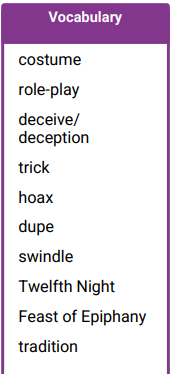 Vocabulary
costume
role-play
deceive/
deception
trick
hoax
dupe
swindle
Twelfth Night
Feast of Epiphany
tradition